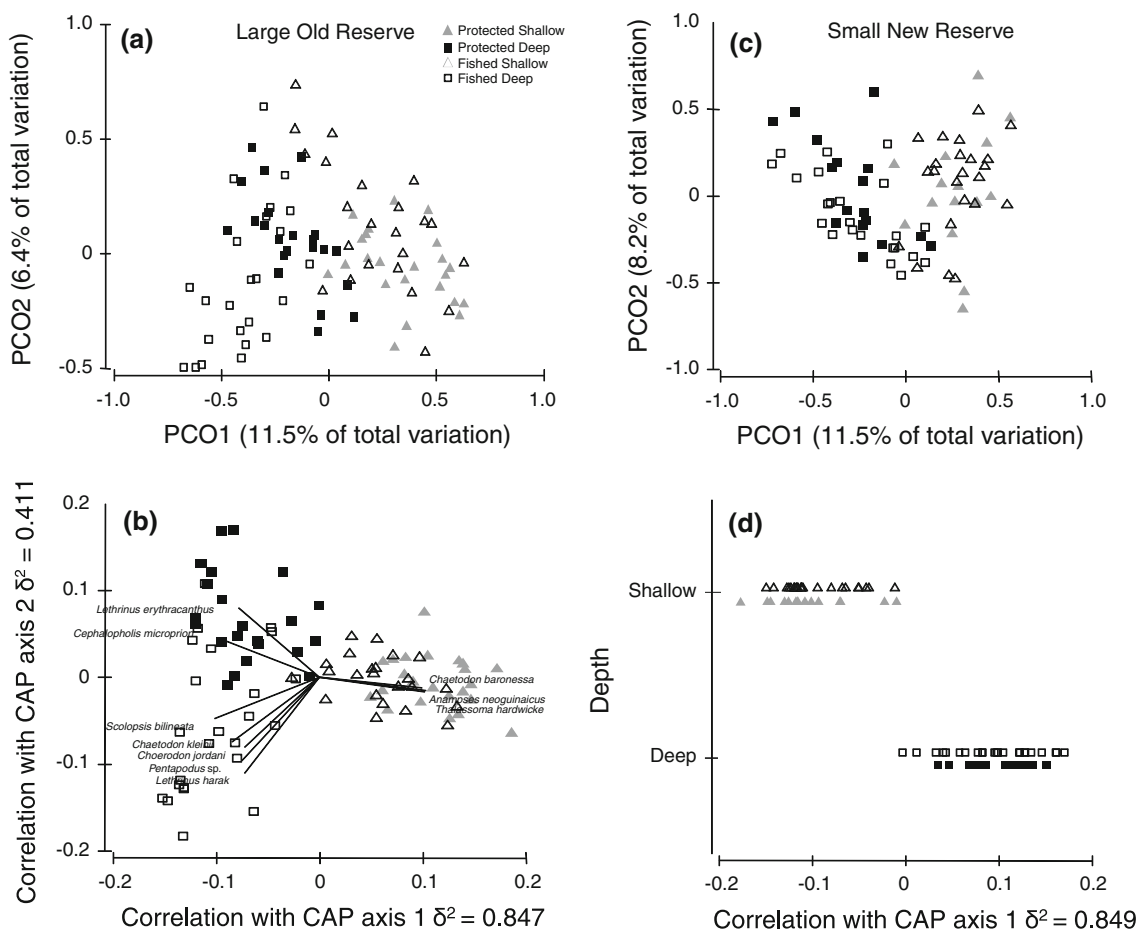 (a)
Large Old Reserve
Protected Shallow
Protected Deep
Fished Shallow
Fished Deep
PCO2 (6.4% of total variation)
1.0
0.5
0
-0.5
-1.0
-0.5
0
0.5
1.0
PCO1 (11.5% of total variation)
(c)
Small New Reserve
PCO2 (8.2% of total variation)
1.0
0.5
0
-0.5
-1.0
-1.0
-0.5
0
0.5
1.0
PCO1 (11.5% of total variation)
(b)
Correlation with CAP axis 2 δ² = 0.411
0.2
0.1
0
-0.1
-0.2
Lethrinus erythracanthus
Cephalopholis microprion
Scolopsis bilineata
Chaetodon kleinii
Choerodon jordani
Pentapodus sp.
Lethrinus harak
Chaetodon baronessa
Anampses neoguinaicus
Thalassoma hardwicke
-0.2
-0.1
0
0.1
0.2
Correlation with CAP axis 1 δ² = 0.847
(d)
Depth
Shallow
Deep
-0.2
-0.1
0
0.1
0.2
Correlation with CAP axis 1 δ² = 0.849